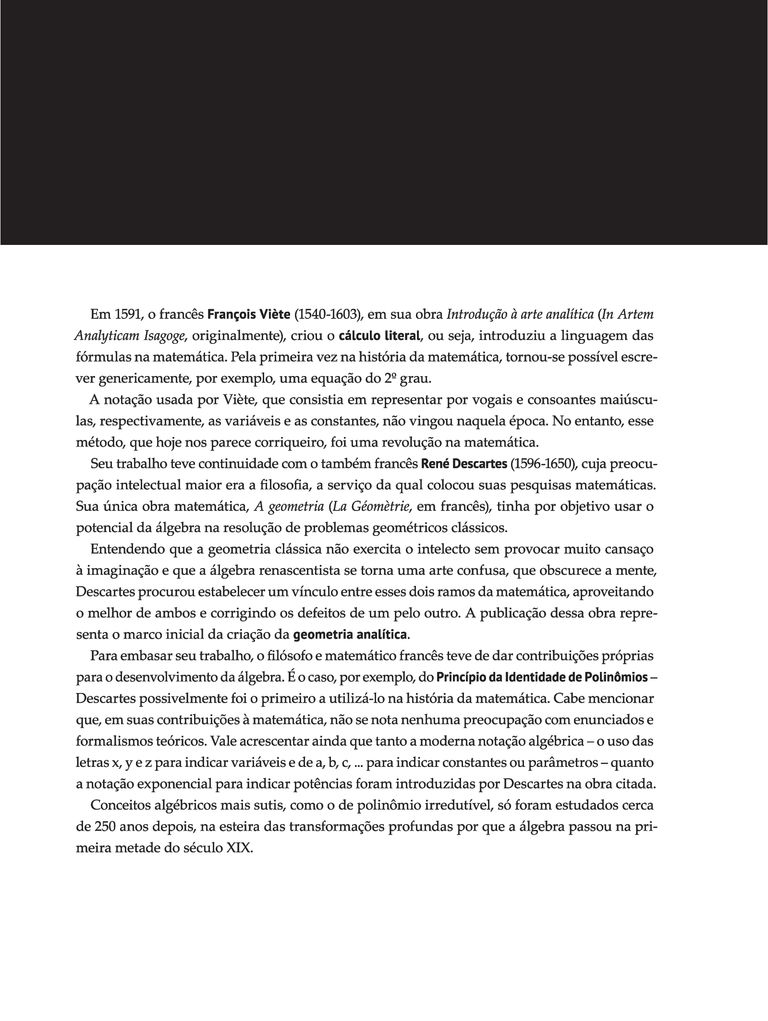 Em 1591, o francês François Viète (1540-1603), em sua obra Introdução à arte analítica (In Artem
Analyticam Isagoge, originalmente), criou o cálculo literal, ou seja, introduziu a linguagem das
fórmulas na matemática. Pela primeira vez na história da matemática, tornou-se possível escre-
ver genericamente, por exemplo, uma equação do 2º grau.
A notação usada por Viète, que consistia em representar por vogais e consoantes maiúscu-
las, respectivamente, as variáveis e as constantes, não vingou naquela época. No entanto, esse
método, que hoje nos parece corriqueiro, foi uma revolução na matemática.
Seu trabalho teve continuidade com o também francês René Descartes (1596-1650), cuja preocu-
pação intelectual maior era a filosofia, a serviço da qual colocou suas pesquisas matemáticas.
Sua única obra matemática, A geometria (La Géomètrie, em francês), tinha por objetivo usar o
potencial da álgebra na resolução de problemas geométricos clássicos.
Entendendo que a geometria clássica não exercita o intelecto sem provocar muito cansaço
à imaginação e que a álgebra renascentista se torna uma arte confusa, que obscurece a mente,
Descartes procurou estabelecer um vínculo entre esses dois ramos da matemática, aproveitando
o melhor de ambos e corrigindo os defeitos de um pelo outro. A publicação dessa obra repre-
senta o marco inicial da criação da geometria analítica.
Para embasar seu trabalho, o filósofo e matemático francês teve de dar contribuições próprias
para o desenvolvimento da álgebra. É o caso, por exemplo, do Princípio da Identidade de Polinômios –
Descartes possivelmente foi o primeiro a utilizá-lo na história da matemática. Cabe mencionar
que, em suas contribuições à matemática, não se nota nenhuma preocupação com enunciados e
formalismos teóricos. Vale acrescentar ainda que tanto a moderna notação algébrica – o uso das
letras x, y e z para indicar variáveis e de a, b, c, ... para indicar constantes ou parâmetros – quanto
a notação exponencial para indicar potências foram introduzidas por Descartes na obra citada.
Conceitos algébricos mais sutis, como o de polinômio irredutível, só foram estudados cerca
de 250 anos depois, na esteira das transformações profundas por que a álgebra passou na pri-
meira metade do século XIX.